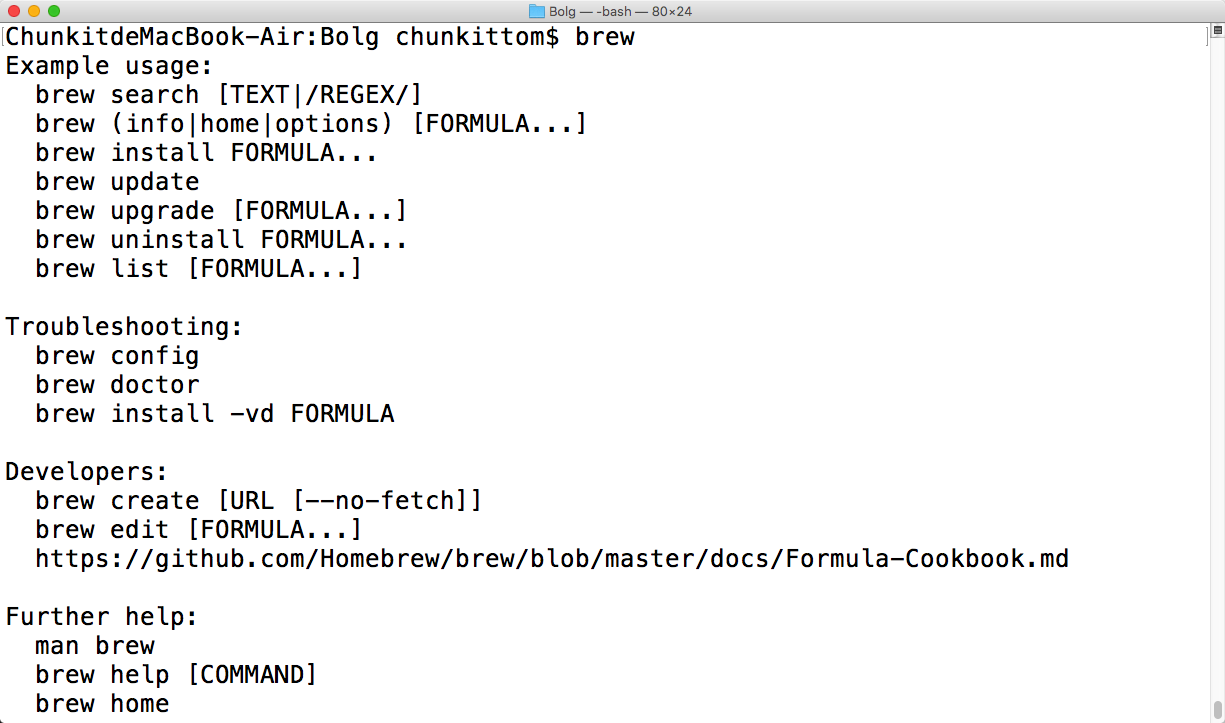 Bolg — -bash — 80×24
ChunkitdeMacBook-Air:Bolg chunkittom$ brew
Example usage:
  brew search [TEXT|/REGEX/]
  brew (info|home|options) [FORMULA...]
  brew install FORMULA...
  brew update
  brew upgrade [FORMULA...]
  brew uninstall FORMULA...
  brew list [FORMULA...]

Troubleshooting:
  brew config
  brew doctor
  brew install -vd FORMULA

Developers:
  brew create [URL [--no-fetch]]
  brew edit [FORMULA...]
  https://github.com/Homebrew/brew/blob/master/docs/Formula-Cookbook.md

Further help:
  man brew
  brew help [COMMAND]
  brew home